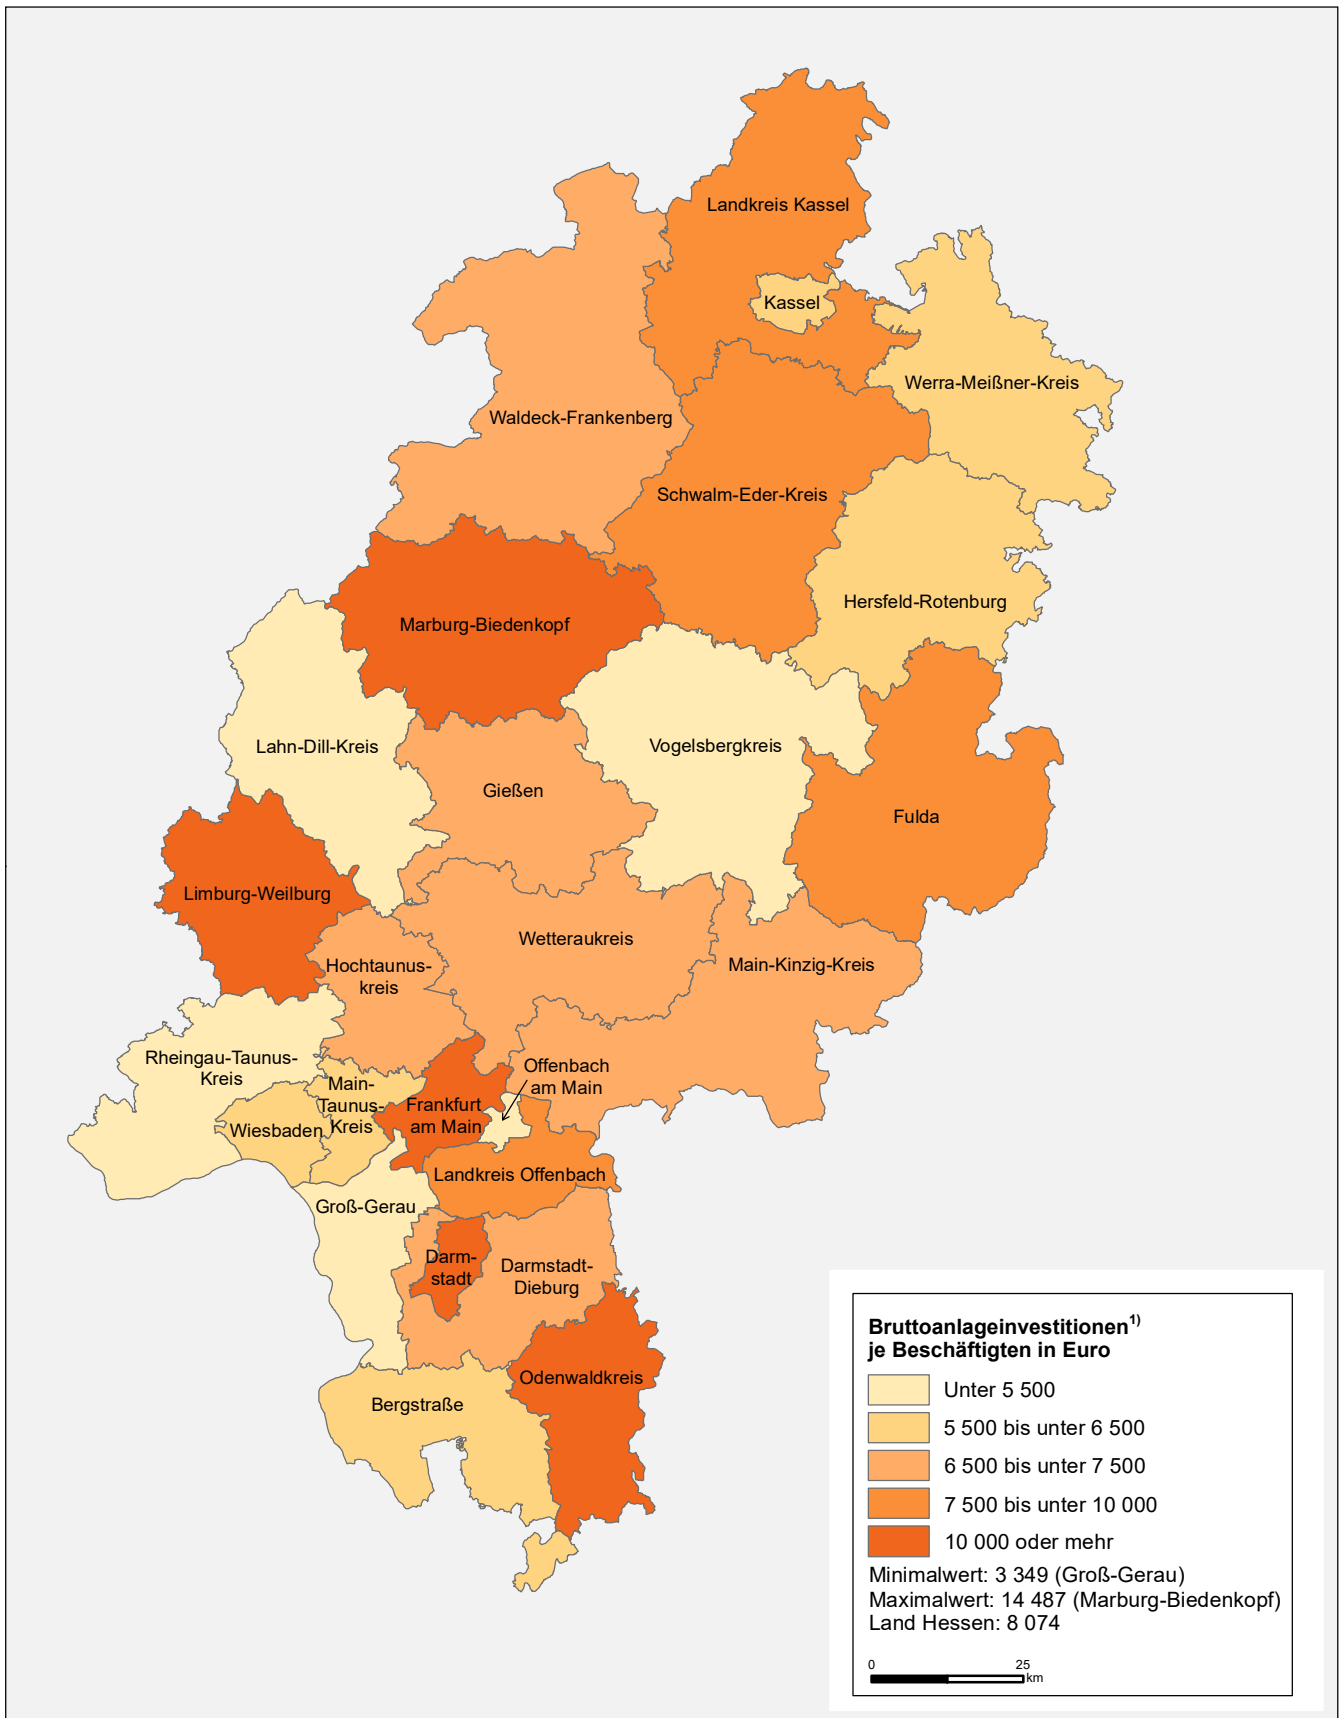 Landkreis Kassel
Kassel
Werra-Meißner-Kreis
Waldeck-Frankenberg
Schwalm-Eder-Kreis
Hersfeld-Rotenburg
Marburg-Biedenkopf
Lahn-Dill-Kreis
Vogelsbergkreis
Gießen
Fulda
Limburg-Weilburg
Wetteraukreis
Main-Kinzig-Kreis
Hochtaunus-
kreis
Rheingau-Taunus-
Kreis
Offenbach
am Main
Main-
Taunus-
Kreis
Frankfurt
am Main
Wiesbaden
Landkreis Offenbach
Groß-Gerau
Darm-
stadt
Darmstadt-
Dieburg
Odenwaldkreis
Bergstraße
Bruttoanlageinvestitionen1)
je Beschäftigten in Euro
Unter 5 500
5 500 bis unter 6 500
6 500 bis unter 7 500
7 500 bis unter 10 000
10 000 oder mehr
Minimalwert: 3 349 (Groß-Gerau)
Maximalwert: 14 487 (Marburg-Biedenkopf)
Land Hessen: 8 074
0 25
km